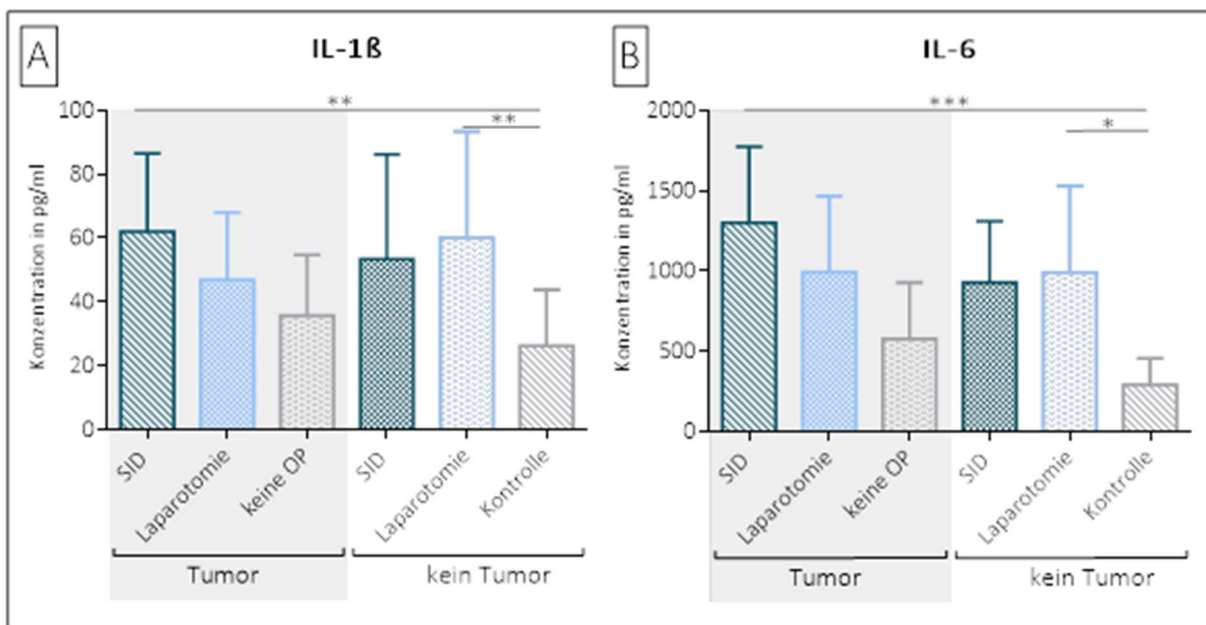 A
IL-1ß
Konzentration in pg/ml
100
80
60
40
20
0
**
**
SID
Laparotomie
keine OP
SID
Laparotomie
Kontrolle
Tumor
kein Tumor
B
IL-6
Konzentration in pg/ml
2000
1500
1000
500
0
***
*
SID
Laparotomie
keine OP
SID
Laparotomie
Kontrolle
Tumor
kein Tumor